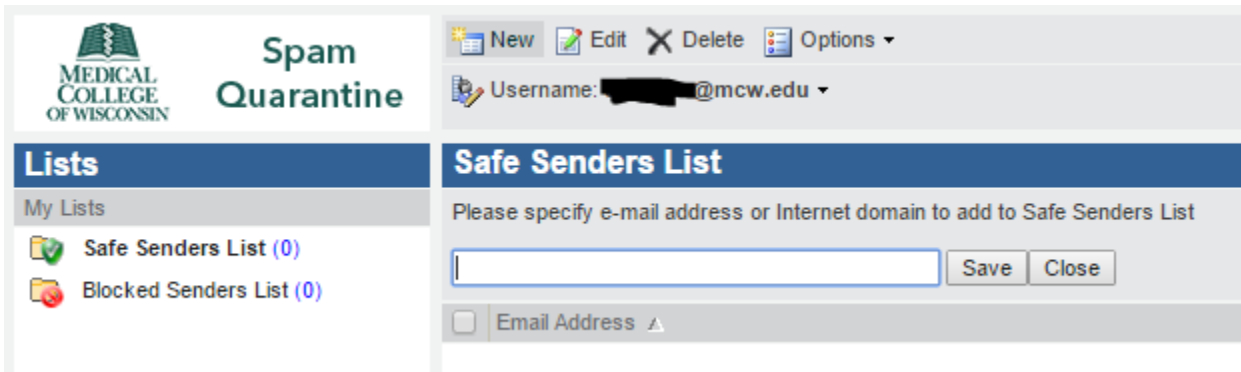 MEDICAL
COLLEGE
OF WISCONSIN
Spam
Quarantine
New Edit Delete Options
Username: @mcw.edu
Lists
My Lists
Safe Senders List (0)
Blocked Senders List (0)
Safe Senders List
Please specify e-mail address or Internet domain to add to Safe Senders List
Save Close
Email Address